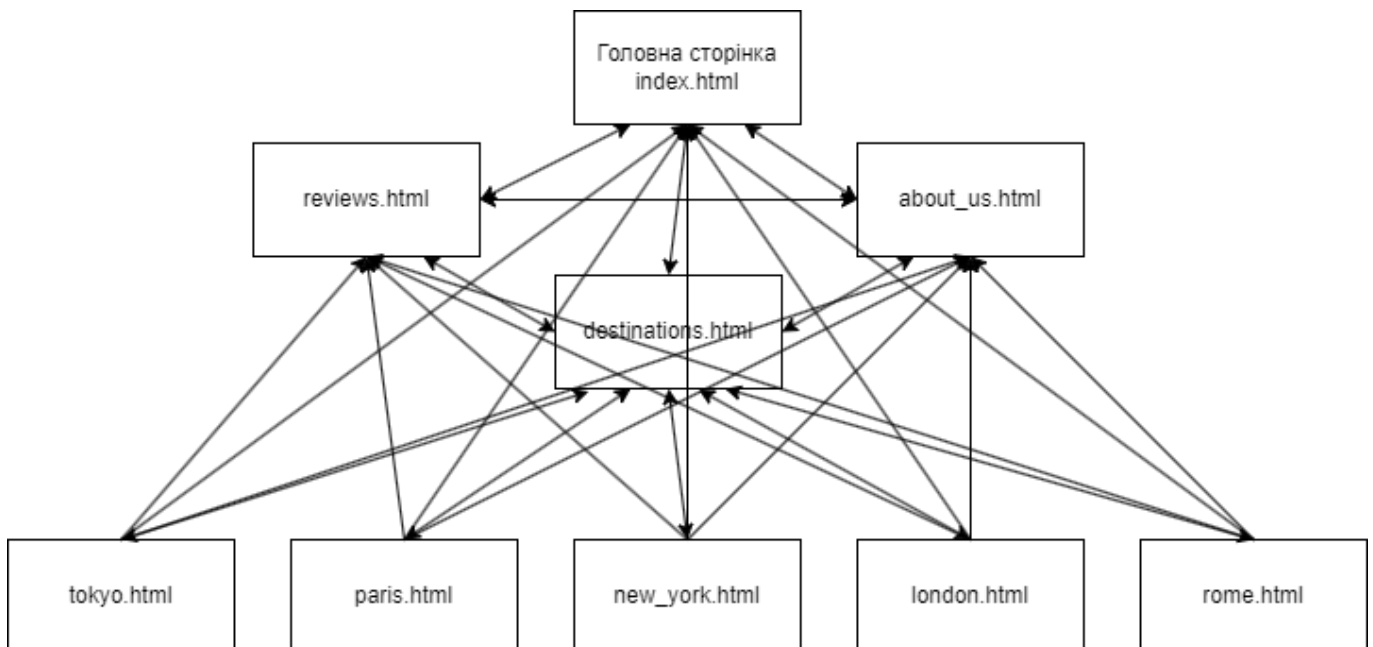 Головна сторінка
index.html
reviews.html
about_us.html
destinations.html
tokyo.html
paris.html
new_york.html
london.html
rome.html